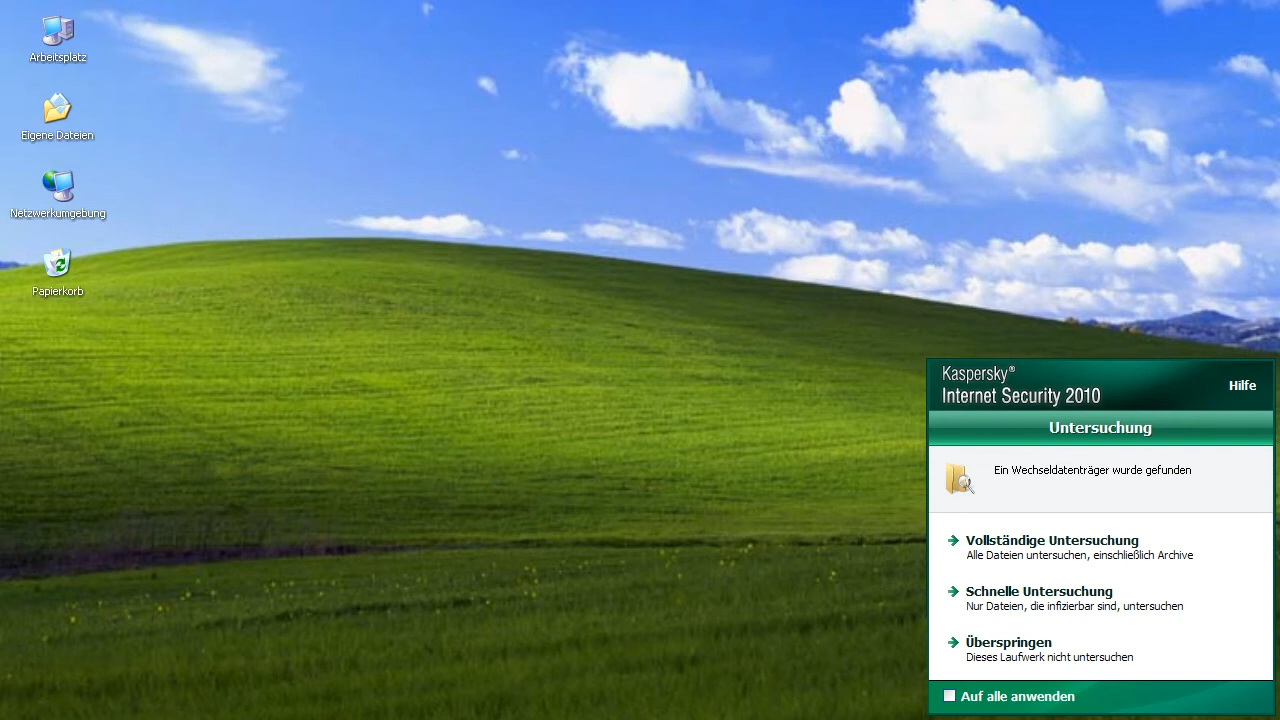 Arbeitsplatz
Eigene Dateien
Netzwerkumgebung
Papierkorb
Kaspersky®
Internet Security 2010
Hilfe
Untersuchung
Ein Wechseldatenträger wurde gefunden
Vollständige Untersuchung
Alle Dateien untersuchen, einschließlich Archive
Schnelle Untersuchung
Nur Dateien, die infizierbar sind, untersuchen
Überspringen
Dieses Laufwerk nicht untersuchen
Auf alle anwenden